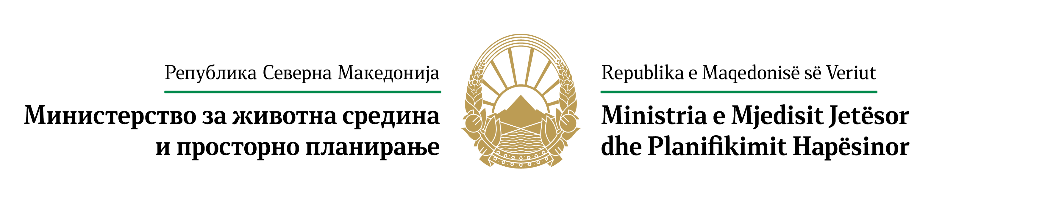 Република Северна Македонија
Министерство за животна средина
и просторно планирање
Republika e Maqedonisë së Veriut
Ministria e Mjedisit Jetësor
dhe Planifikimit Hapësinor